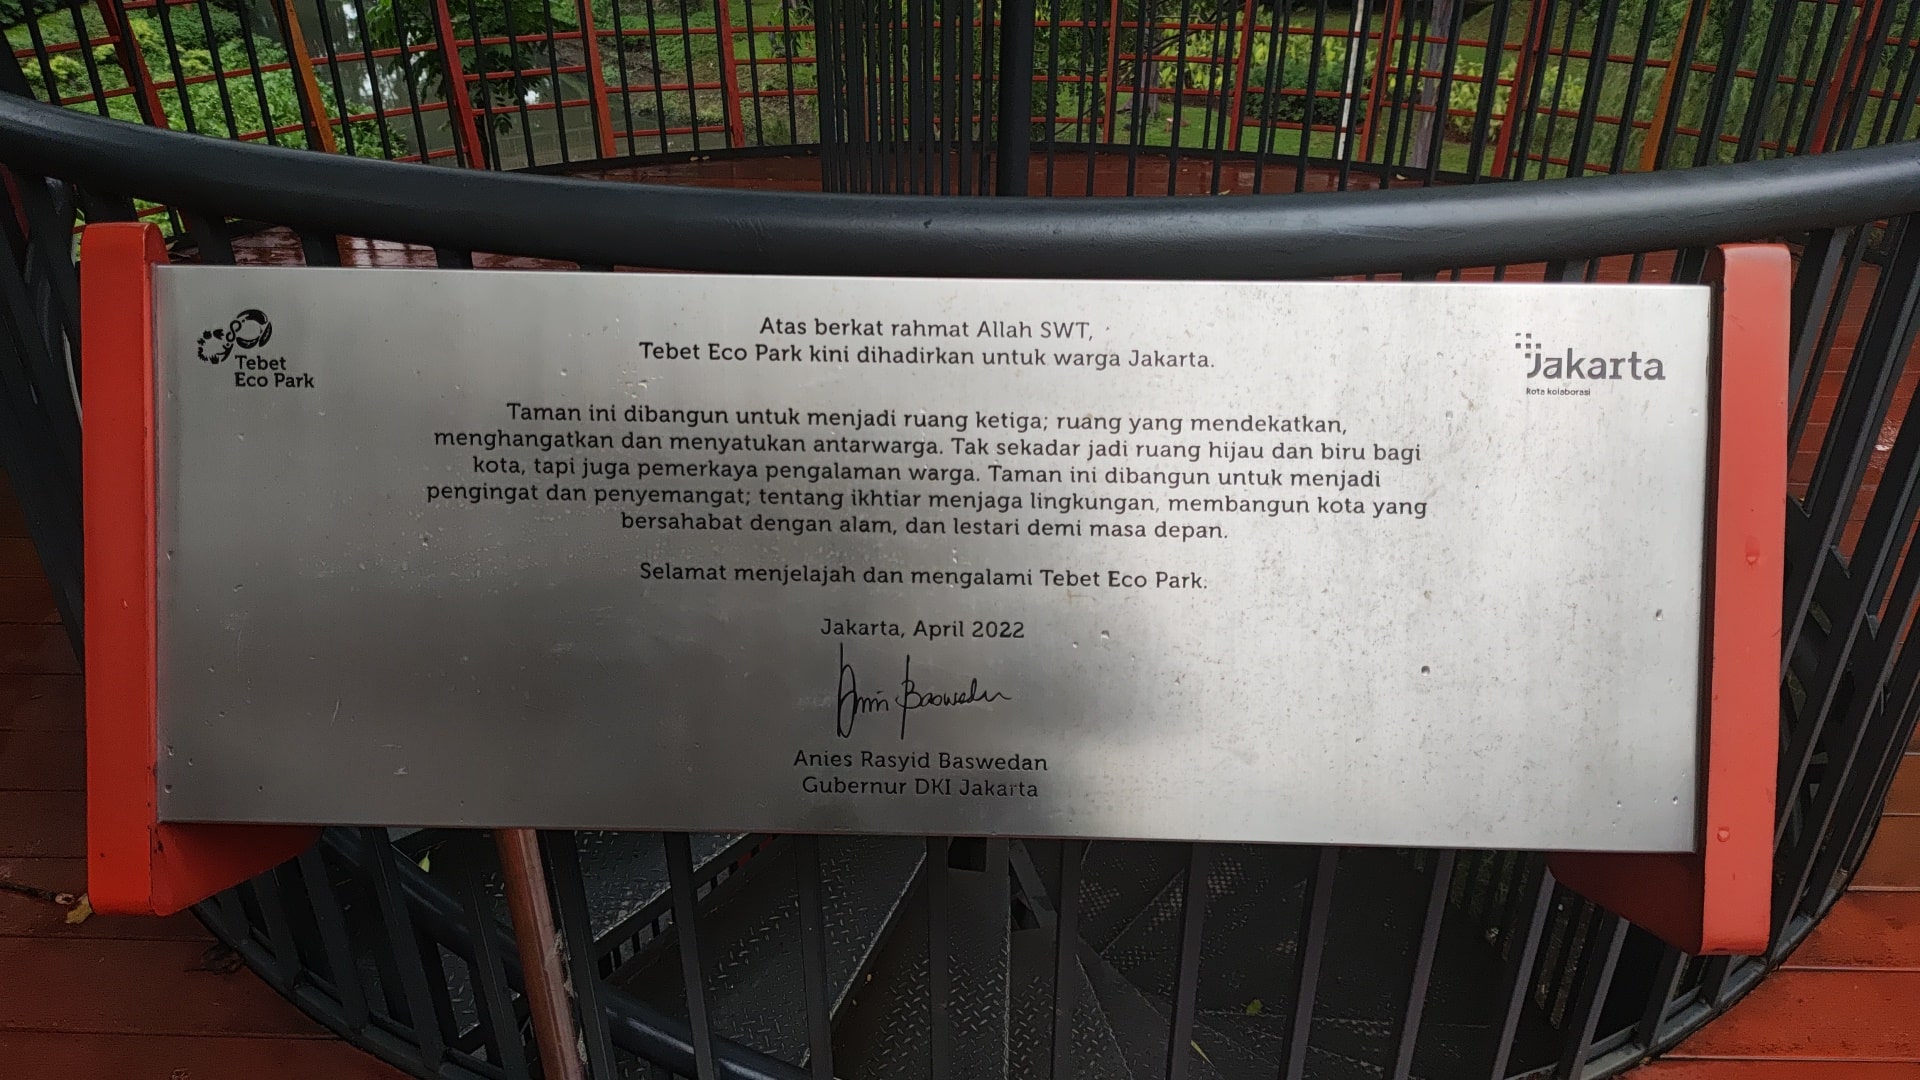 Tebet
Eco Park
Jakarta
kota kolaborasi
Atas berkat rahmat Allah SWT,
Tebet Eco Park kini dihadirkan untuk warga Jakarta.
Taman ini dibangun untuk menjadi ruang ketiga; ruang yang mendekatkan,
menghangatkan dan menyatukan antarwarga. Tak sekadar jadi ruang hijau dan biru bagi
kota, tapi juga pemerkaya pengalaman warga. Taman ini dibangun untuk menjadi
pengingat dan penyemangat; tentang ikhtiar menjaga lingkungan, membangun kota yang
bersahabat dengan alam, dan lestari demi masa depan.
Selamat menjelajah dan mengalami Tebet Eco Park.
Jakarta, April 2022
Anies Baswedan
Anies Rasyid Baswedan
Gubernur DKI Jakarta